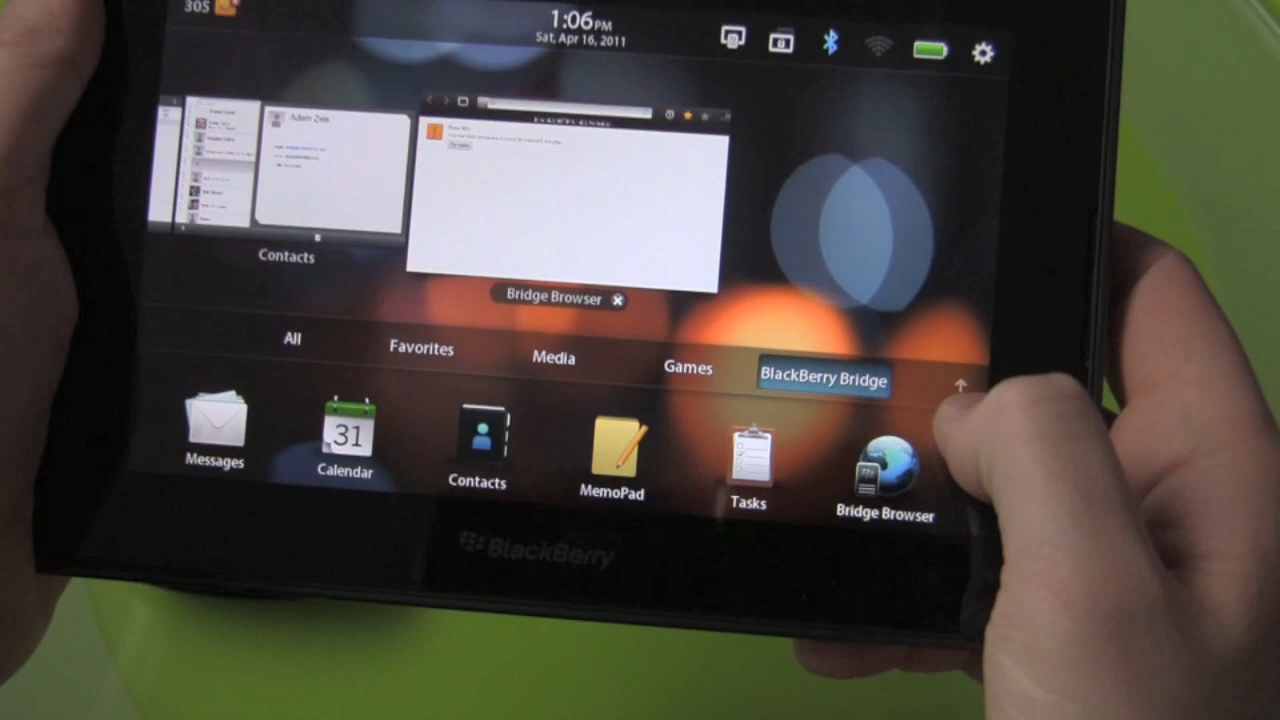 305
1:06PM
Sat, Apr 16, 2011
Adam Zeis
Contacts
Bridge Browser
All
Favorites
Media
Games
BlackBerry Bridge
31
Messages
Calendar
Contacts
MemoPad
Tasks
Bridge Browser
BlackBerry